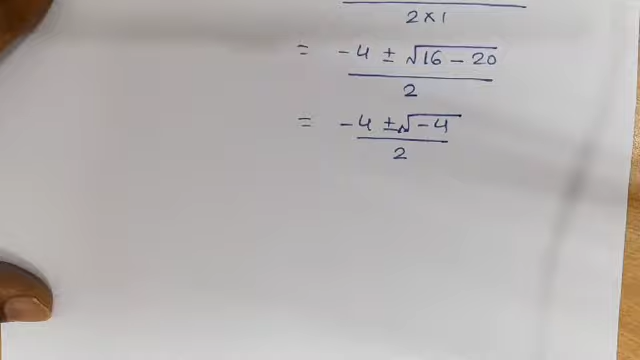 2 × 1
= -4 ± √16 - 20
2
= -4 ± √-4
2